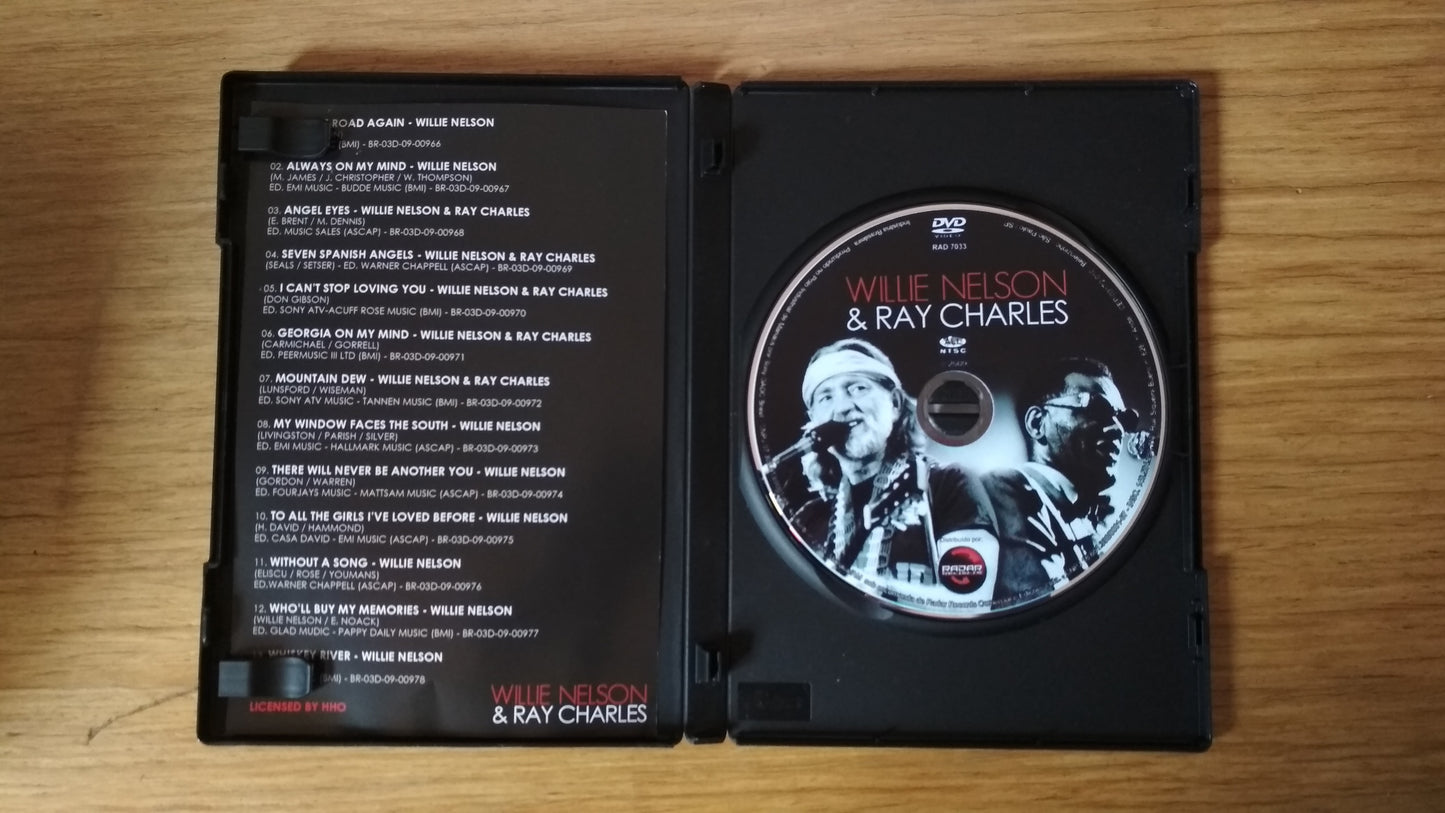 ROAD AGAIN - WILLIE NELSON
(BMI) - BR-03D-09-00966
02. ALWAYS ON MY MIND - WILLIE NELSON
(M. JAMES / J. CHRISTOPHER / W. THOMPSON)
ED. EMI MUSIC - BUDDE MUSIC (BMI) - BR-03D-09-00967
03. ANGEL EYES - WILLIE NELSON & RAY CHARLES
(E. BRENT / M. DENNIS)
ED. MUSIC SALES (ASCAP) - BR-03D-09-00968
04. SEVEN SPANISH ANGELS - WILLIE NELSON & RAY CHARLES
(SEALS / SETSER) - ED. WARNER CHAPPELL (ASCAP) - BR-03D-09-00969
05. I CAN'T STOP LOVING YOU - WILLIE NELSON & RAY CHARLES
(DON GIBSON)
ED. SONY ATV-ACUFF ROSE MUSIC (BMI) - BR-03D-09-00970
06. GEORGIA ON MY MIND - WILLIE NELSON & RAY CHARLES
(CARMICHAEL / GORRELL)
ED. PEERMUSIC III LTD (BMI) - BR-03D-09-00971
07. MOUNTAIN DEW - WILLIE NELSON & RAY CHARLES
(LUNSFORD / WISEMAN)
ED. SONY ATV MUSIC - TANNEN MUSIC (BMI) - BR-03D-09-00972
08. MY WINDOW FACES THE SOUTH - WILLIE NELSON
(LIVINGSTON / PARISH / SILVER)
ED. EMI MUSIC - HALLMARK MUSIC (ASCAP) - BR-03D-09-00973
09. THERE WILL NEVER BE ANOTHER YOU - WILLIE NELSON
(GORDON / WARREN)
ED. FOURJAYS MUSIC - MATTSAM MUSIC (ASCAP) - BR-03D-09-00974
10. TO ALL THE GIRLS I'VE LOVED BEFORE - WILLIE NELSON
(H. DAVID / HAMMOND)
ED. CASA DAVID - EMI MUSIC (ASCAP) - BR-03D-09-00975
11. WITHOUT A SONG - WILLIE NELSON
(ELISCU / ROSE / YOUMANS)
ED.WARNER CHAPPELL (ASCAP) - BR-03D-09-00976
12. WHO'LL BUY MY MEMORIES - WILLIE NELSON
(WILLIE NELSON / E. NOACK)
ED. GLAD MUDIC - PAPPY DAILY MUSIC (BMI) - BR-03D-09-00977
WHISKEY RIVER - WILLIE NELSON
(BMI) - BR-03D-09-00978
LICENSED BY HHO
WILLIE NELSON
& RAY CHARLES
DVD
VIDEO
RAD 7033
WILLIE NELSON
& RAY CHARLES
NTSC
Distribuído por:
RADAR
Indústria Brasileira